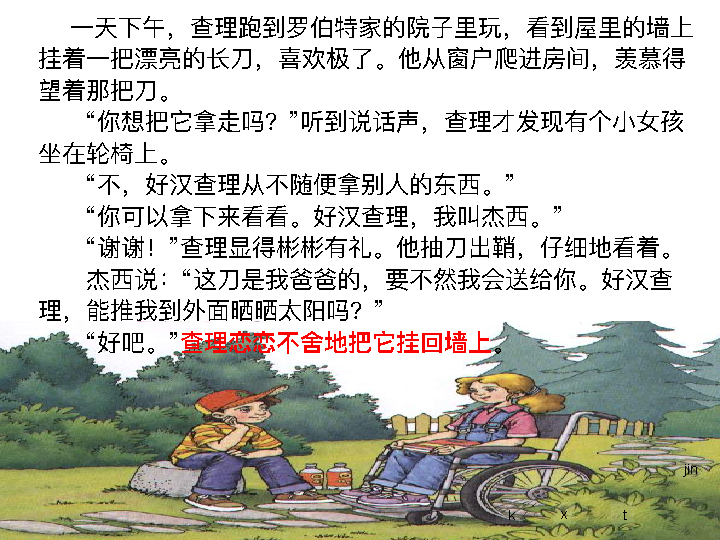 一天下午，查理跑到罗伯特家的院子里玩，看到屋里的墙上
挂着一把漂亮的长刀，喜欢极了。他从窗户爬进房间，羡慕得
望着那把刀。
“你想把它拿走吗？”听到说话声，查理才发现有个小女孩
坐在轮椅上。
“不，好汉查理从不随便拿别人的东西。”
“你可以拿下来看看。好汉查理，我叫杰西。”
“谢谢！”查理显得彬彬有礼。他抽刀出鞘，仔细地看着。
杰西说：“这刀是我爸爸的，要不然我会送给你。好汉查
理，能推我到外面晒晒太阳吗？”
“好吧。”查理恋恋不舍地把它挂回墙上。
jin
k x t